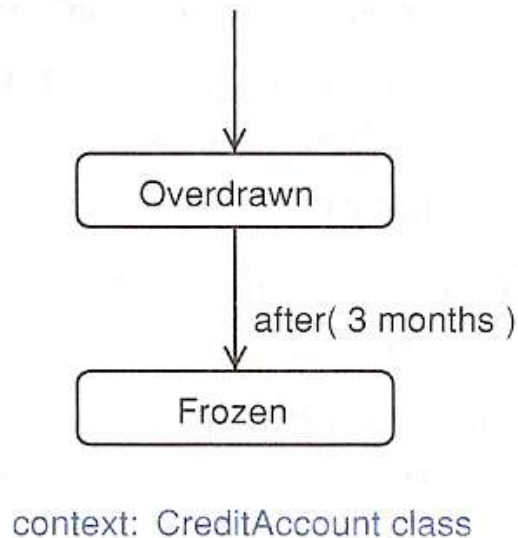 Overdrawn
after( 3 months )
Frozen
context: CreditAccount class